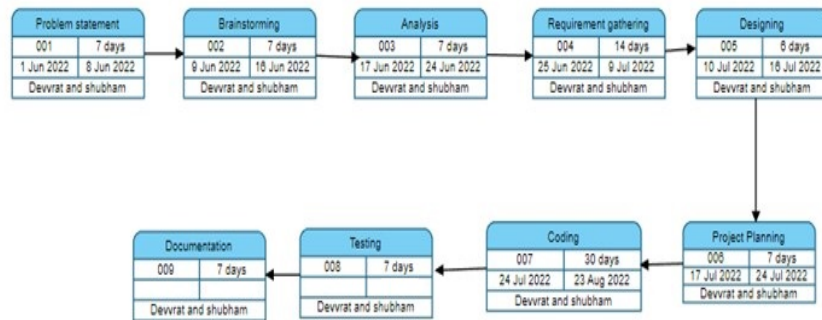 Problem statement
001 7 days
1 Jun 2022 8 Jun 2022
Devvrat and shubham
Brainstorming
002 7 days
9 Jun 2022 16 Jun 2022
Devvrat and shubham
Analysis
003 7 days
17 Jun 2022 24 Jun 2022
Devvrat and shubham
Requirement gathering
004 14 days
25 Jun 2022 9 Jul 2022
Devvrat and shubham
Designing
005 6 days
10 Jul 2022 16 Jul 2022
Devvrat and shubham
Project Planning
006 7 days
17 Jul 2022 24 Jul 2022
Devvrat and shubham
Coding
007 30 days
24 Jul 2022 23 Aug 2022
Devvrat and shubham
Testing
008 7 days
Devvrat and shubham
Documentation
009 7 days
Devvrat and shubham